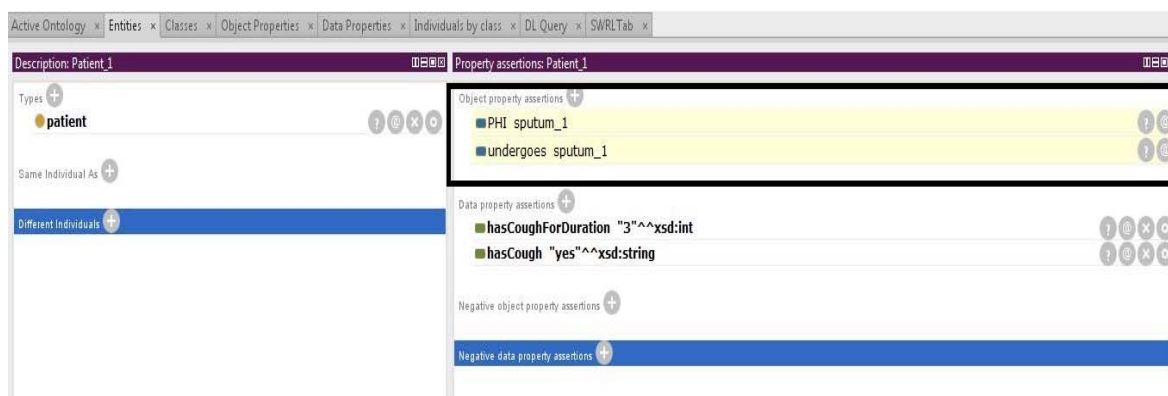 Active Ontology × Entities × Classes × Object Properties × Data Properties × Individuals by class × DL Query × SWRLTab ×
Description: Patient_1
Types
patient
Same Individual As
Different Individuals
Property assertions: Patient_1
Object property assertions
PHI sputum_1
undergoes sputum_1
Data property assertions
hasCoughForDuration "3"^^xsd:int
hasCough "yes"^^xsd:string
Negative object property assertions
Negative data property assertions